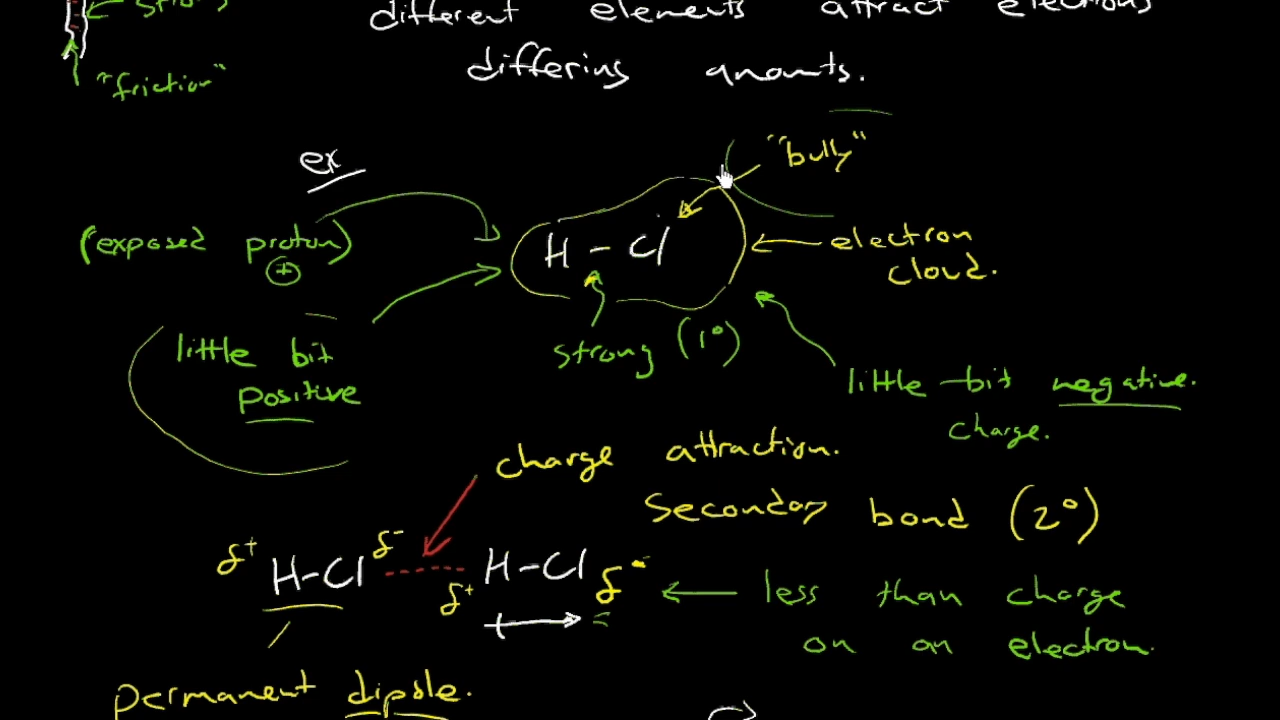 strong
different elements attract electrons
"friction"
differing amounts.
ex
"bully"
(exposed proton)
+
H - Cl
electron
cloud.
little bit
positive
strong (1°)
little-bit negative.
charge.
charge attraction.
Secondary bond (2°)
δ+ H-Cl δ- δ+ H-Cl δ-
less than charge
on an electron.
permanent dipole.